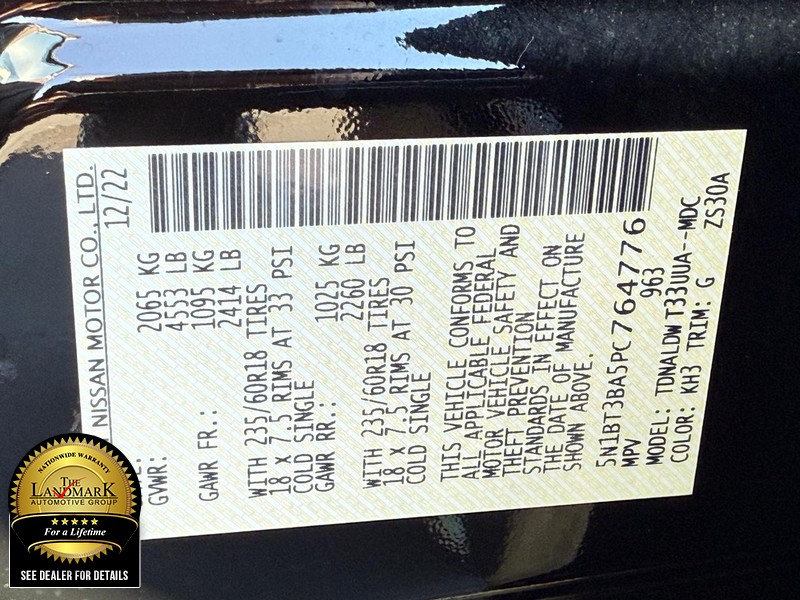 NISSAN MOTOR CO., LTD.
12/22
GVWR: 2065 KG
4553 LB
GAWR FR.: 1095 KG
2414 LB
WITH 235/60R18 TIRES
18 x 7.5 RIMS AT 33 PSI
COLD SINGLE
GAWR RR.: 1025 KG
2260 LB
WITH 235/60R18 TIRES
18 x 7.5 RIMS AT 30 PSI
COLD SINGLE
THIS VEHICLE CONFORMS TO
ALL APPLICABLE FEDERAL
MOTOR VEHICLE SAFETY AND
THEFT PREVENTION
STANDARDS IN EFFECT ON
THE DATE OF MANUFACTURE
SHOWN ABOVE.
5N1BT3BA5PC764776
MPV 963
MODEL: TDNALDW T33UUA--MDC
COLOR: KH3 TRIM: G ZS30A
NATIONWIDE WARRANTY
THE
LANDMARK
AUTOMOTIVE GROUP
For a Lifetime
SEE DEALER FOR DETAILS